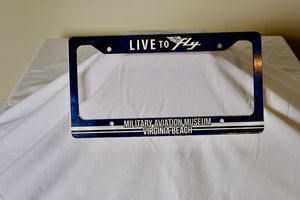 LIVE TO fly
MILITARY AVIATION MUSEUM
VIRGINIA BEACH